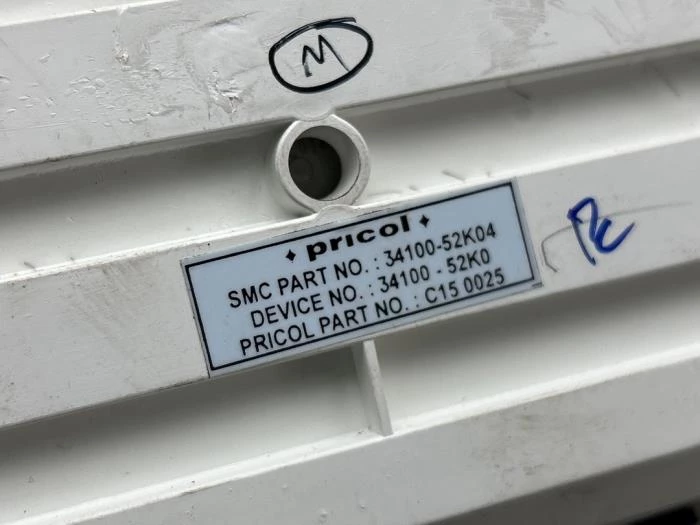 M
pricol
SMC PART NO. : 34100-52K04
DEVICE NO. : 34100 - 52K0
PRICOL PART NO. : C15 0025